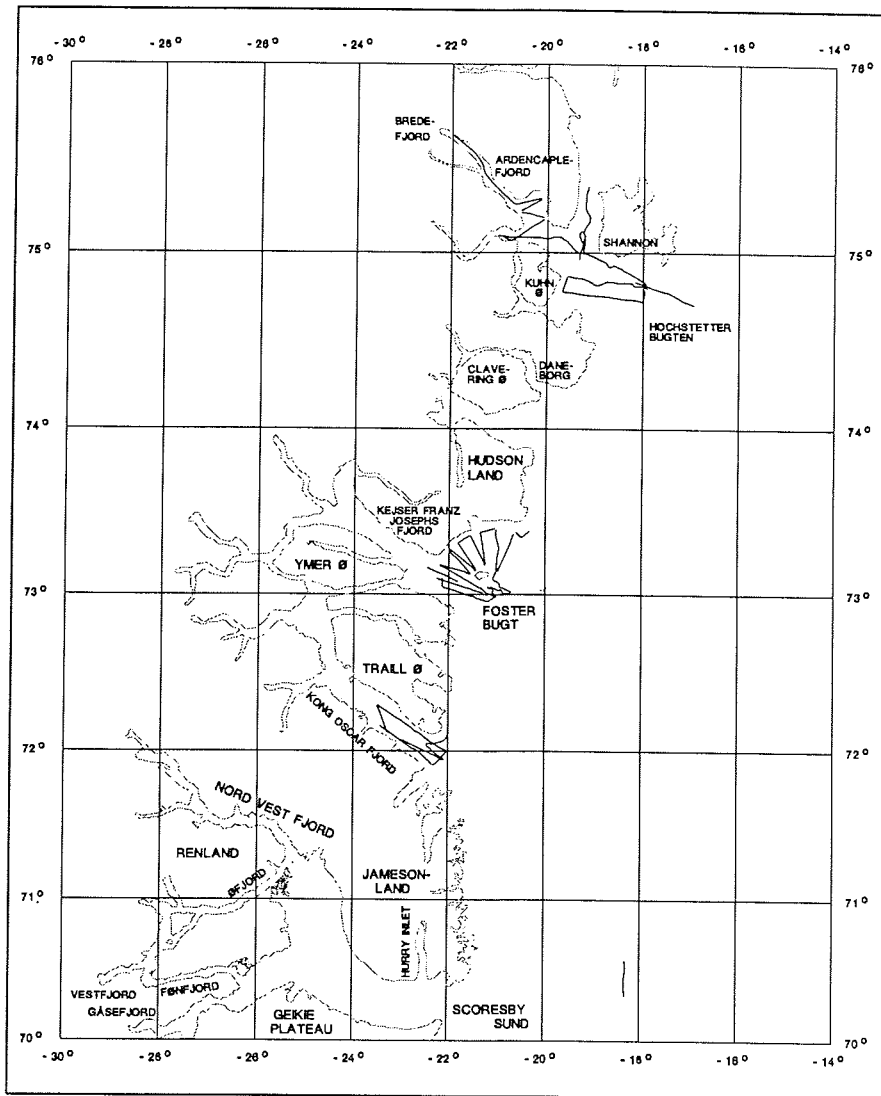 - 30° - 28° - 26° - 24° - 22° - 20° - 18° - 16° - 14°
76° 76°
BREDE-
FJORD
ARDENCAPLE-
FJORD
75° 75°
SHANNON
KUHN
Ø
HOCHSTETTER
BUGTEN
CLAVE-
RING Ø
DANE-
BORG
74° 74°
HUDSON
LAND
KEJSER FRANZ
JOSEPHS
FJORD
YMER Ø
73° 73°
FOSTER
BUGT
TRAILL Ø
KONG OSCAR FJORD
72° 72°
NORD VEST FJORD
RENLAND
ØFJORD
JAMESON-
LAND
71° 71°
HURRY INLET
VESTFJORD
FØNFJORD
GÅSEFJORD
GEIKIE
PLATEAU
SCORESBY
SUND
70° 70°
- 30° - 28° - 26° - 24° - 22° - 20° - 18° - 16° - 14°